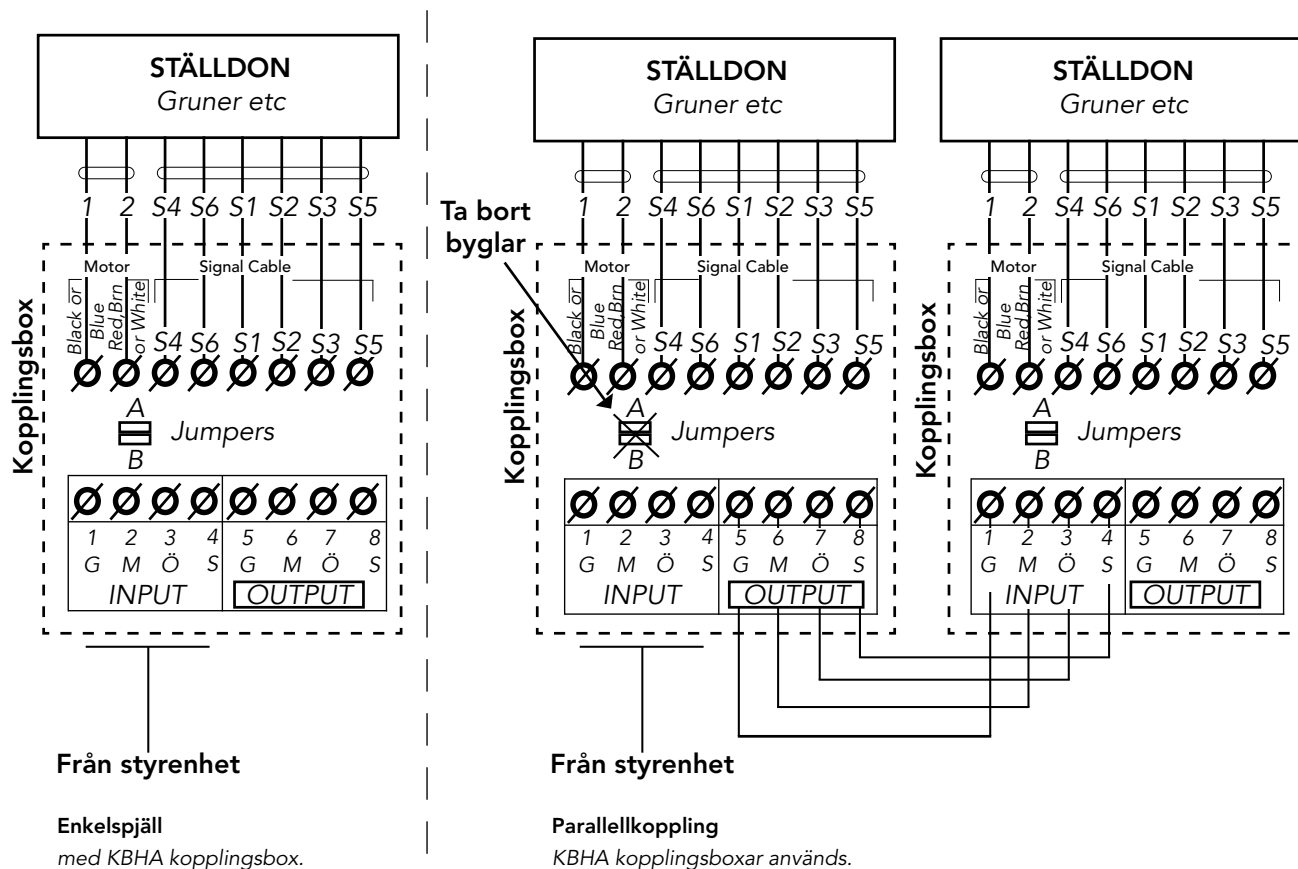 STÄLLDON
Gruner etc
1 2 S4 S6 S1 S2 S3 S5
Motor Signal Cable
Black or Blue Red,Brn or White
S4 S6 S1 S2 S3 S5
Kopplingsbox
A
Jumpers
B
1 2 3 4 5 6 7 8
G M Ö S G M Ö S
INPUT OUTPUT
Från styrenhet
Enkelspjäll
med KBHA kopplingsbox.
STÄLLDON
Gruner etc
Ta bort
byglar
1 2 S4 S6 S1 S2 S3 S5
Motor Signal Cable
Black or Blue Red,Brn or White
S4 S6 S1 S2 S3 S5
Kopplingsbox
A
Jumpers
B
1 2 3 4 5 6 7 8
G M Ö S G M Ö S
INPUT OUTPUT
Från styrenhet
Parallellkoppling
KBHA kopplingsboxar används.
STÄLLDON
Gruner etc
1 2 S4 S6 S1 S2 S3 S5
Motor Signal Cable
Black or Blue Red,Brn or White
S4 S6 S1 S2 S3 S5
Kopplingsbox
A
Jumpers
B
1 2 3 4 5 6 7 8
G M Ö S G M Ö S
INPUT OUTPUT